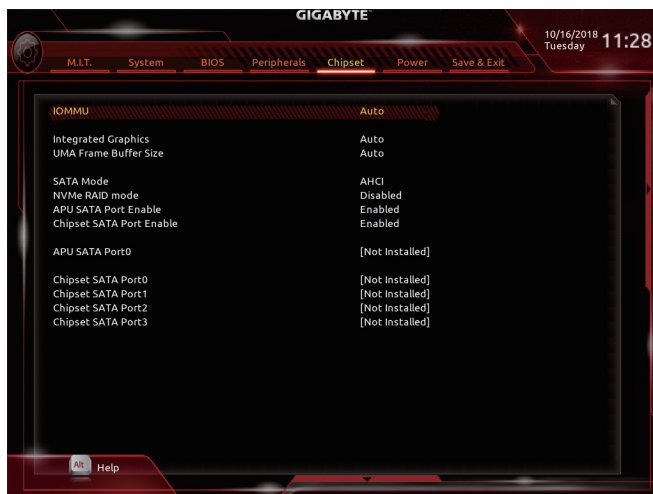 GIGABYTE™
10/16/2018
Tuesday 11:28
M.I.T. System BIOS Peripherals Chipset Power Save & Exit
IOMMU Auto
Integrated Graphics Auto
UMA Frame Buffer Size Auto
SATA Mode AHCI
NVMe RAID mode Disabled
APU SATA Port Enable Enabled
Chipset SATA Port Enable Enabled
APU SATA Port0 [Not Installed]
Chipset SATA Port0 [Not Installed]
Chipset SATA Port1 [Not Installed]
Chipset SATA Port2 [Not Installed]
Chipset SATA Port3 [Not Installed]
Alt Help